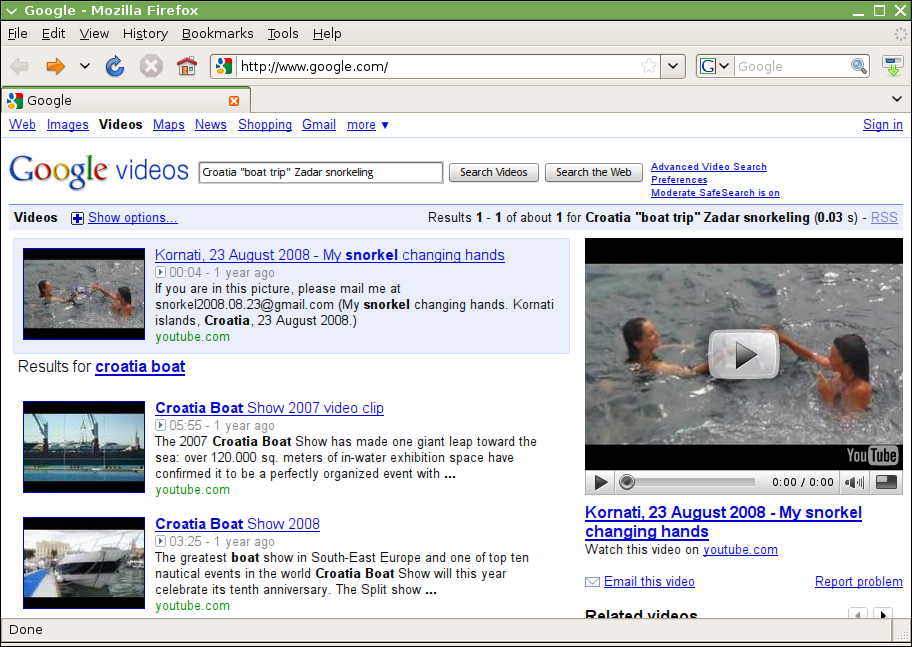 Google - Mozilla Firefox
File Edit View History Bookmarks Tools Help
http://www.google.com/
G Google
Google
Web Images Videos Maps News Shopping Gmail more ▼ Sign in
Google videos
Croatia "boat trip" Zadar snorkeling
Search Videos Search the Web
Advanced Video Search
Preferences
Moderate SafeSearch is on
Videos Show options... Results 1 - 1 of about 1 for Croatia "boat trip" Zadar snorkeling (0.03 s) - RSS
Kornati, 23 August 2008 - My snorkel changing hands
00:04 - 1 year ago
If you are in this picture, please mail me at
snorkel2008.08.23@gmail.com (My snorkel changing hands. Kornati
islands, Croatia, 23 August 2008.)
youtube.com
Results for croatia boat
Croatia Boat Show 2007 video clip
05:55 - 1 year ago
The 2007 Croatia Boat Show has made one giant leap toward the
sea: over 120.000 sq. meters of in-water exhibition space have
confirmed it to be a perfectly organized event with ...
youtube.com
Croatia Boat Show 2008
03:25 - 1 year ago
The greatest boat show in South-East Europe and one of top ten
nautical events in the world Croatia Boat Show will this year
celebrate its tenth anniversary. The Split show ...
youtube.com
YouTube
0:00 / 0:00
Kornati, 23 August 2008 - My snorkel
changing hands
Watch this video on youtube.com
Email this video Report problem
Related videos
Done